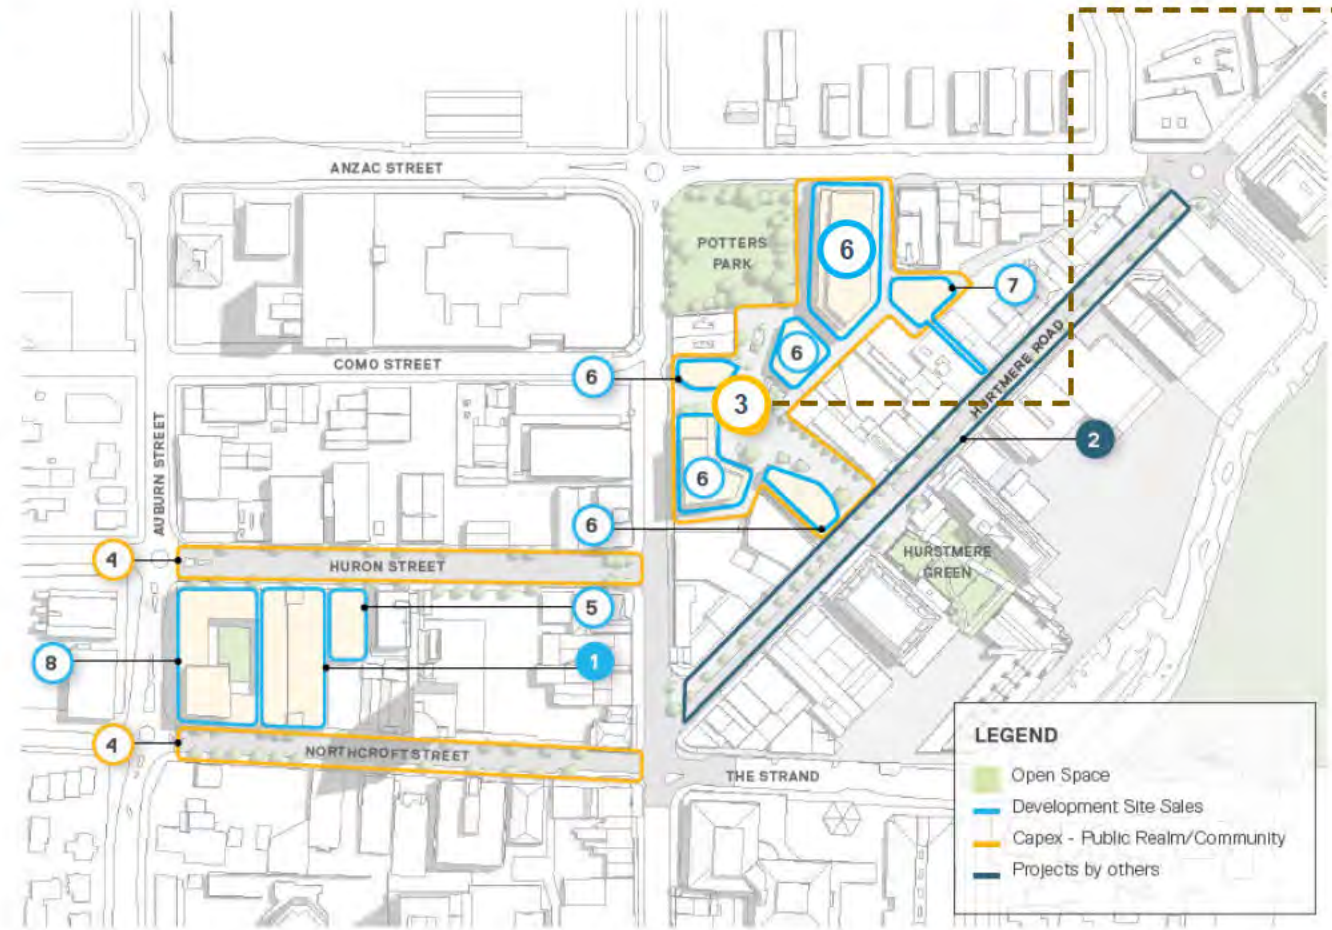 ANZAC STREET
POTTERS
PARK
6
7
COMO STREET
6
6
3
HURTMERE ROAD
2
AUBURN STREET
6
6
HURSTMERE
GREEN
4
HURON STREET
5
8
1
4
NORTHCROFT STREET
THE STRAND
LEGEND
Open Space
Development Site Sales
Capex - Public Realm/Community
Projects by others